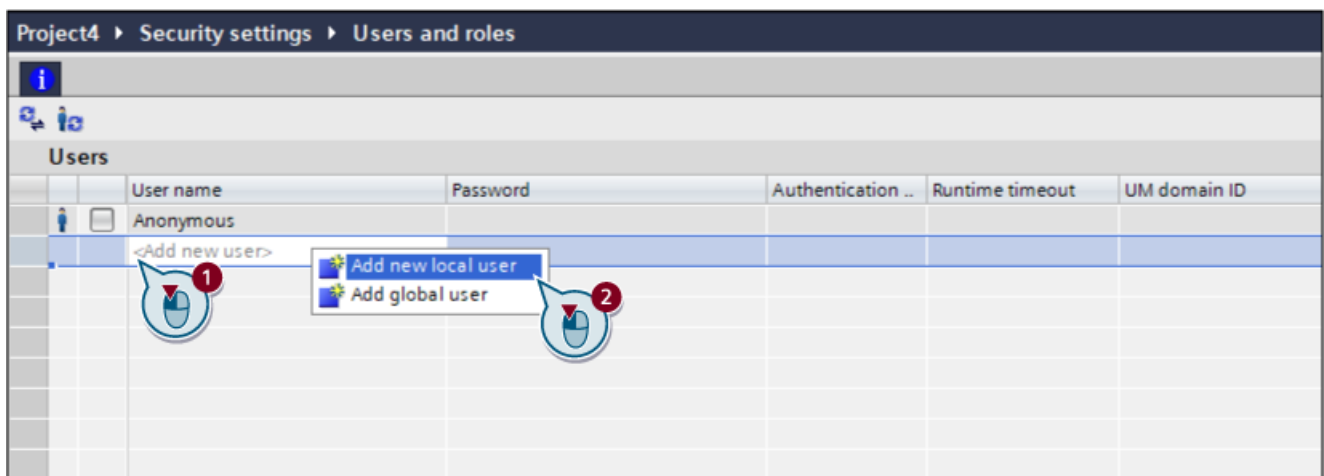 Project4 ▸ Security settings ▸ Users and roles
i
Users
User name Password Authentication .. Runtime timeout UM domain ID
Anonymous
<Add new user>
Add new local user
1
Add global user
2